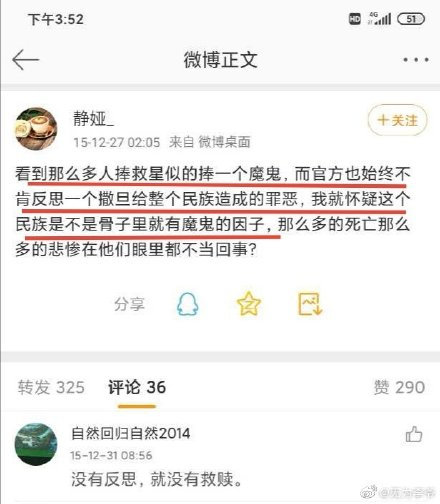 下午3:52
HD 4G 51
微博正文
静娅_
+关注
15-12-27 02:05 来自 微博桌面
看到那么多人捧救星似的捧一个魔鬼，而官方也始终不
肯反思一个撒旦给整个民族造成的罪恶，我就怀疑这个
民族是不是骨子里就有魔鬼的因子，那么多的死亡那么
多的悲惨在他们眼里都不当回事？
分享
转发 325 评论 36 赞 290
自然回归自然2014
15-12-31 08:56
没有反思，就没有救赎。